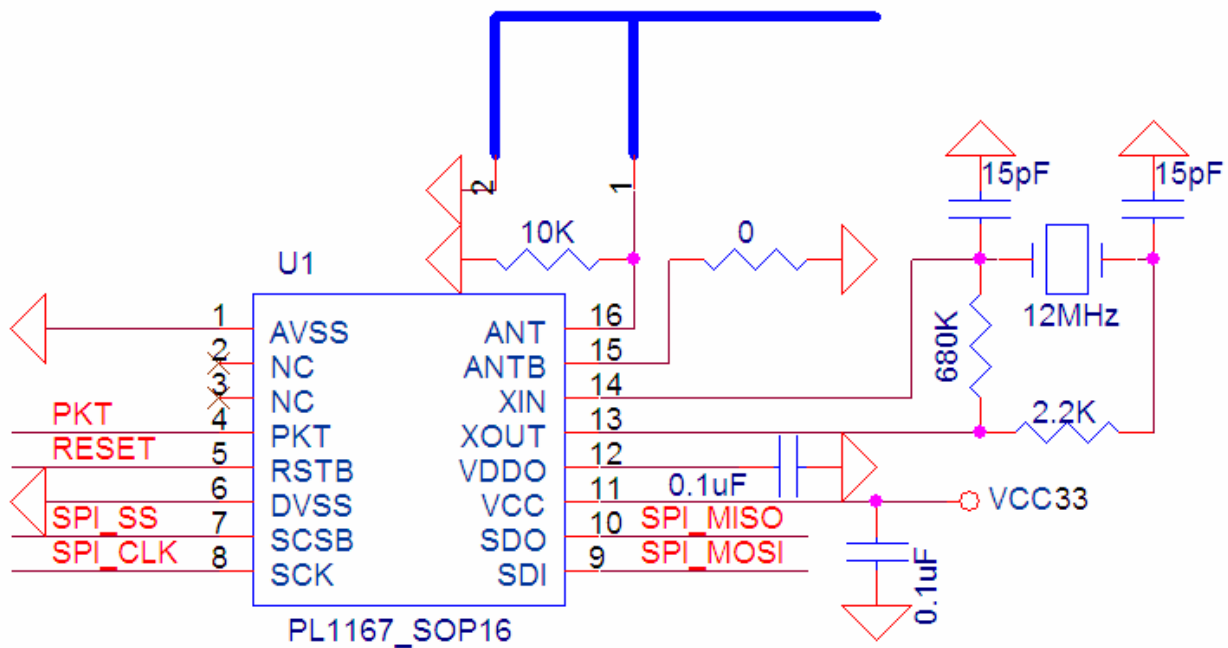 2
1
15pF
15pF
10K
0
U1
12MHz
680K
2.2K
1
AVSS
ANT
16
2
NC
ANTB
15
3
NC
XIN
14
PKT
4
PKT
XOUT
13
RESET
5
RSTB
VDDO
12
0.1uF
6
DVSS
VCC
11
VCC33
SPI_SS
7
SCSB
SDO
10
SPI_MISO
SPI_CLK
8
SCK
SDI
9
SPI_MOSI
0.1uF
PL1167_SOP16